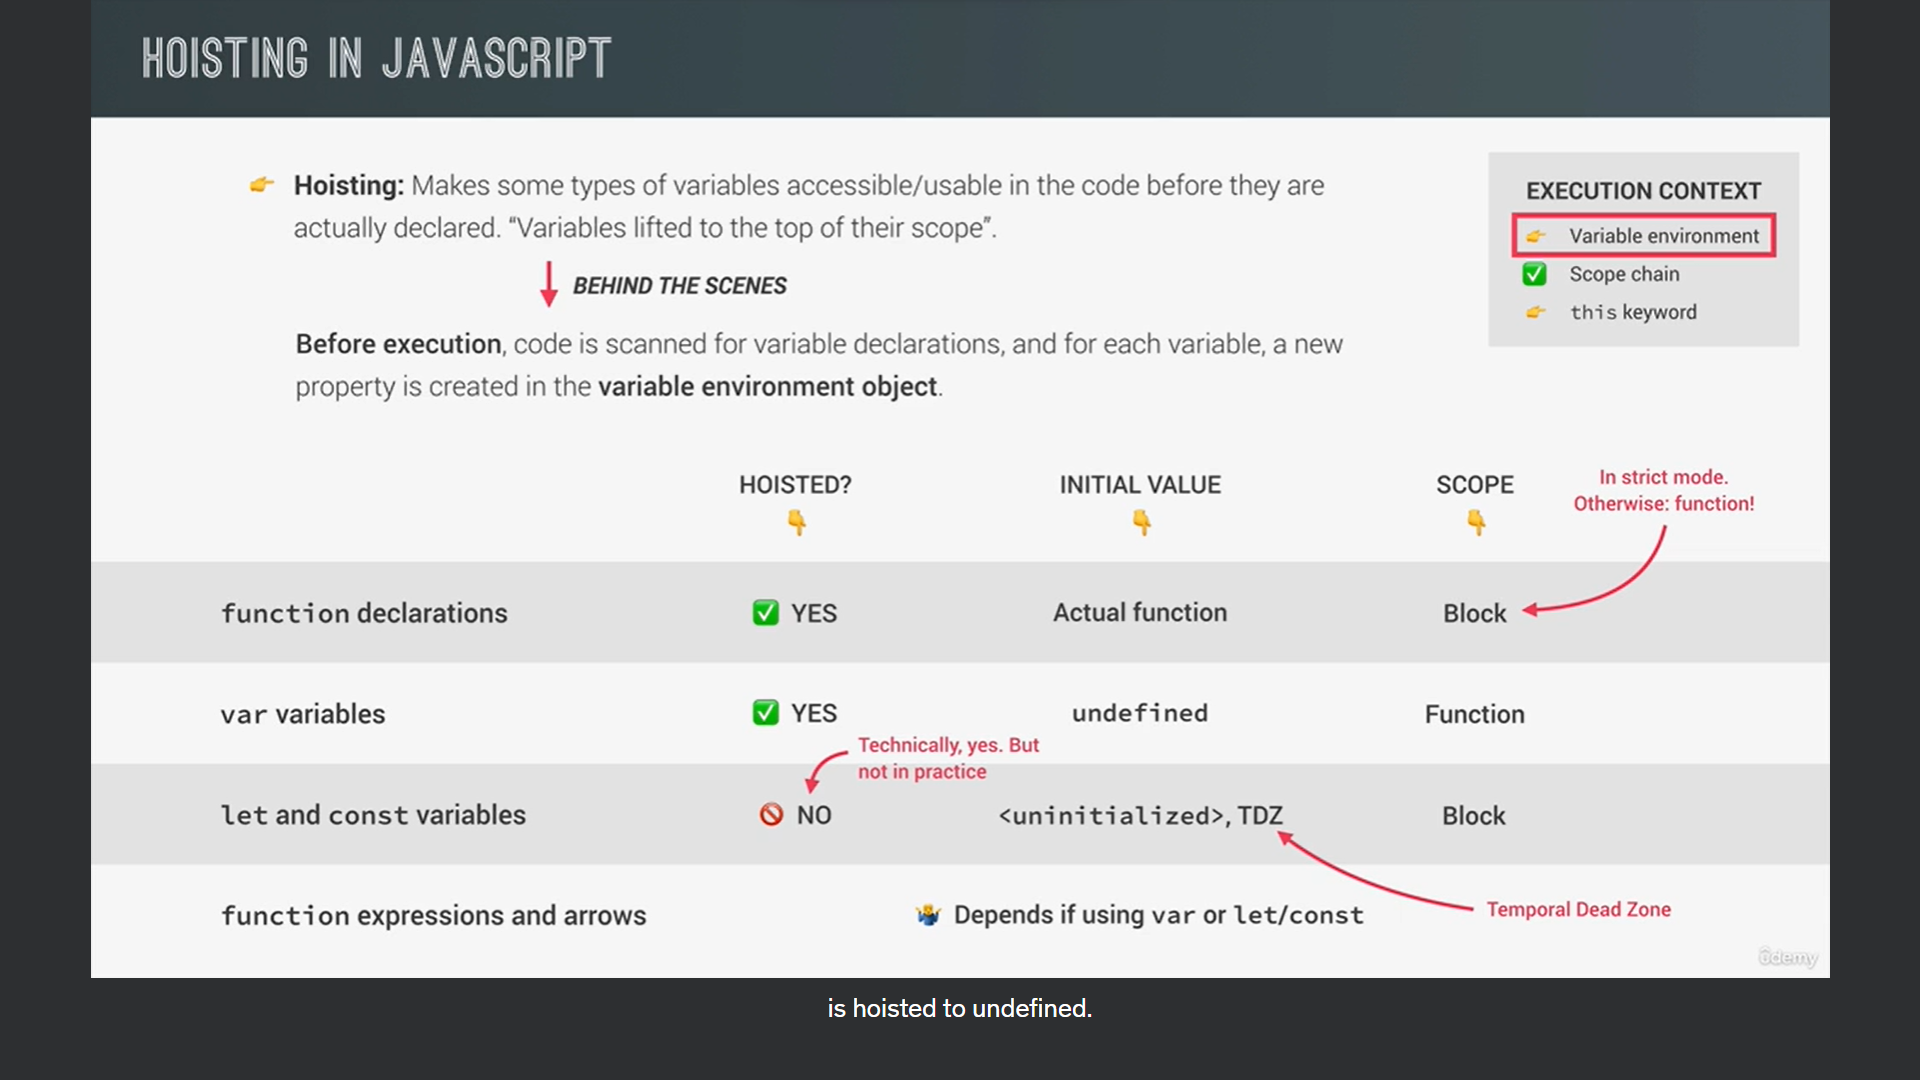 HOISTING IN JAVASCRIPT
Hoisting: Makes some types of variables accessible/usable in the code before they are
actually declared. “Variables lifted to the top of their scope”.
BEHIND THE SCENES
Before execution, code is scanned for variable declarations, and for each variable, a new
property is created in the variable environment object.
EXECUTION CONTEXT
Variable environment
Scope chain
this keyword
HOISTED?
INITIAL VALUE
SCOPE
In strict mode.
Otherwise: function!
function declarations
YES
Actual function
Block
var variables
YES
undefined
Function
Technically, yes. But
not in practice
let and const variables
NO
<uninitialized>, TDZ
Block
function expressions and arrows
Depends if using var or let/const
Temporal Dead Zone
ûdemy
is hoisted to undefined.